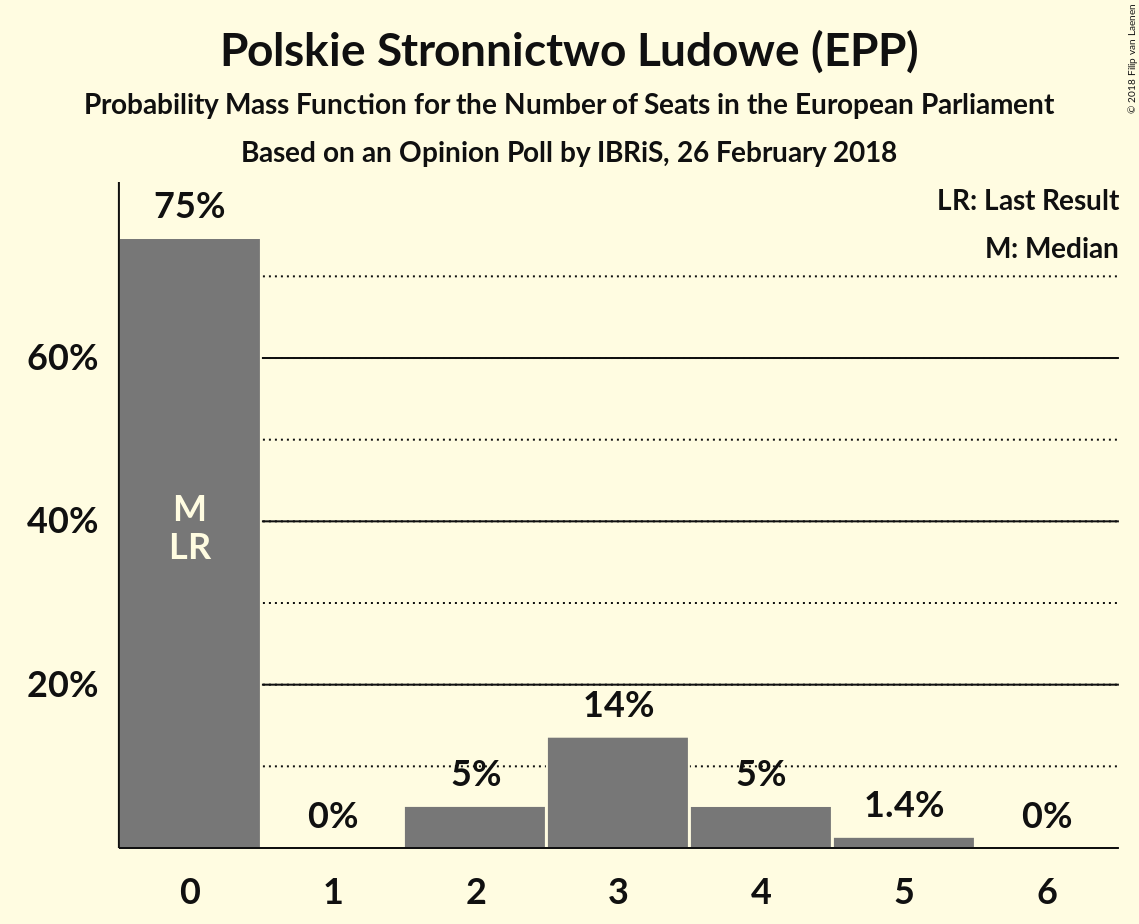 Polskie Stronnictwo Ludowe (EPP)
Probability Mass Function for the Number of Seats in the European Parliament
Based on an Opinion Poll by IBRiS, 26 February 2018
© 2018 Filip van Laenen
LR: Last Result
M: Median
75%
60%
40%
20%
M
LR
0%
5%
14%
5%
1.4%
0%
0 1 2 3 4 5 6